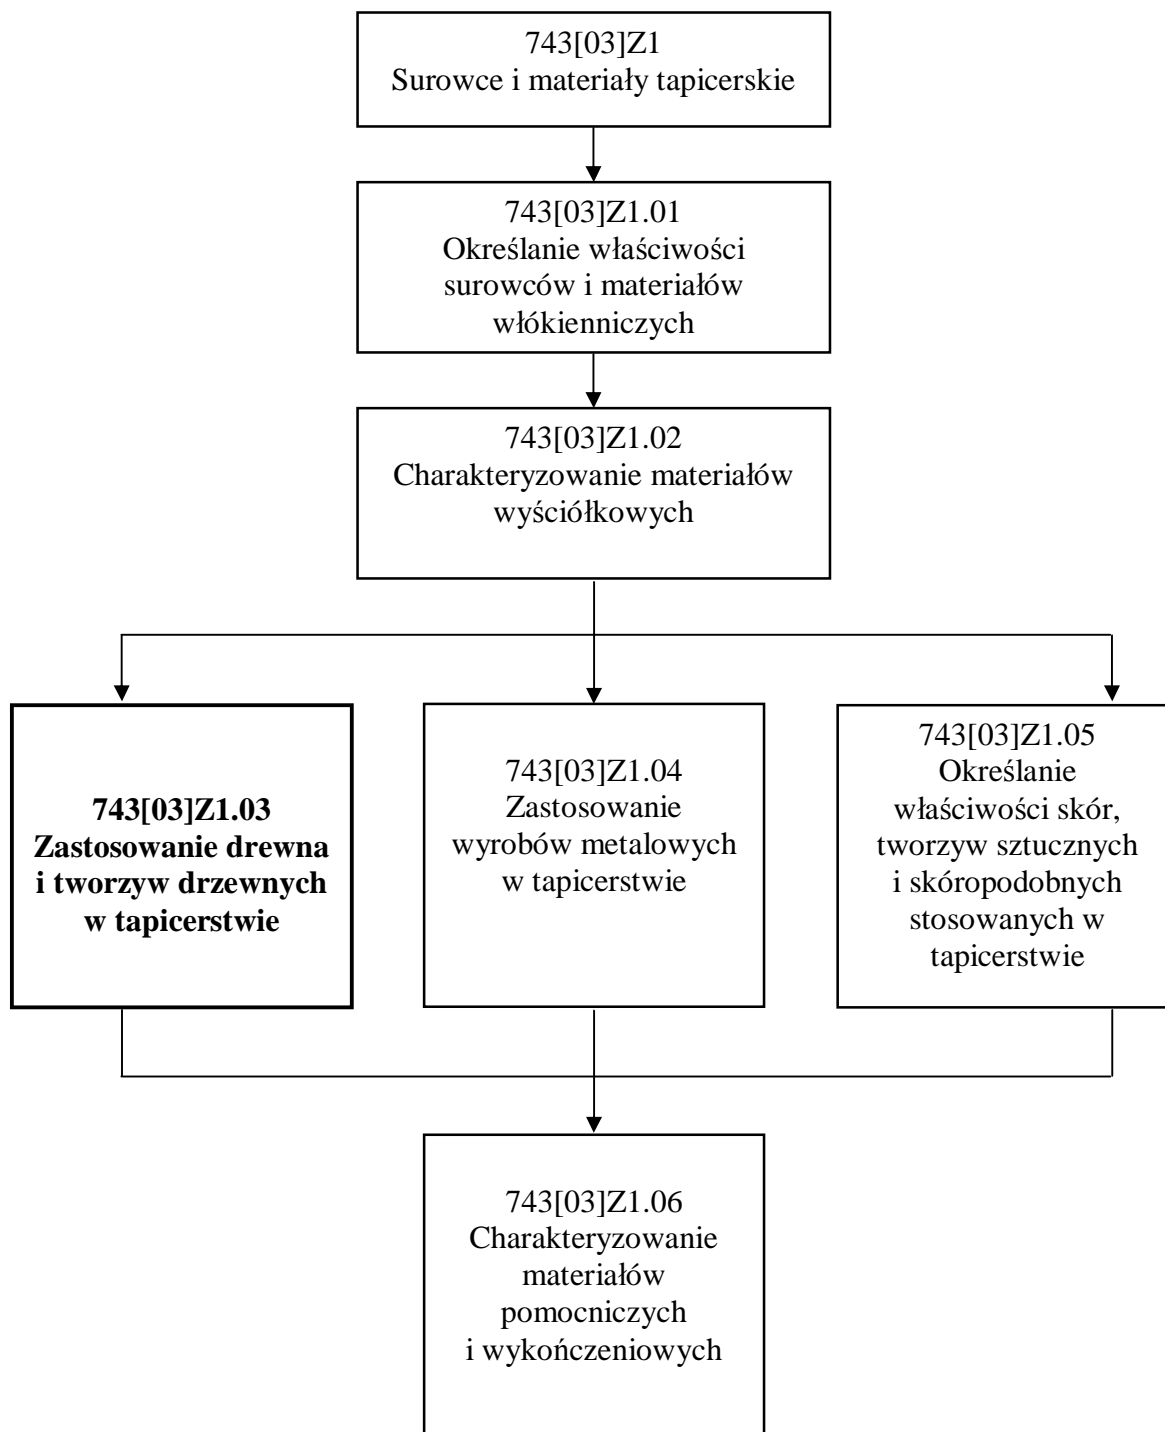 743[03]Z1
Surowce i materiały tapicerskie
743[03]Z1.01
Określanie właściwości
surowców i materiałów
włókienniczych
743[03]Z1.02
Charakteryzowanie materiałów
wyściółkowych
743[03]Z1.03
Zastosowanie drewna
i tworzyw drzewnych
w tapicerstwie
743[03]Z1.04
Zastosowanie
wyrobów metalowych
w tapicerstwie
743[03]Z1.05
Określanie
właściwości skór,
tworzyw sztucznych
i skóropodobnych
stosowanych w
tapicerstwie
743[03]Z1.06
Charakteryzowanie
materiałów
pomocniczych
i wykończeniowych